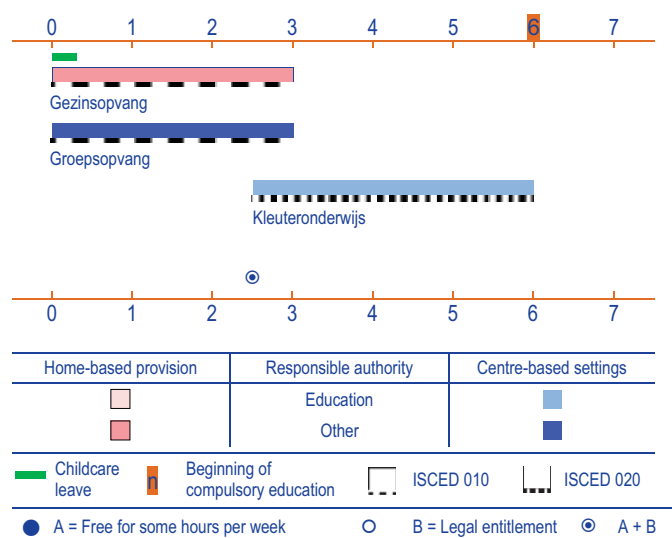 0 1 2 3 4 5 6 7
Gezinsopvang
Groepsopvang
Kleuteronderwijs
0 1 2 3 4 5 6 7
Home-based provision Responsible authority Centre-based settings
Education
Other
Childcare leave
n
Beginning of compulsory education
ISCED 010
ISCED 020
A = Free for some hours per week B = Legal entitlement A + B